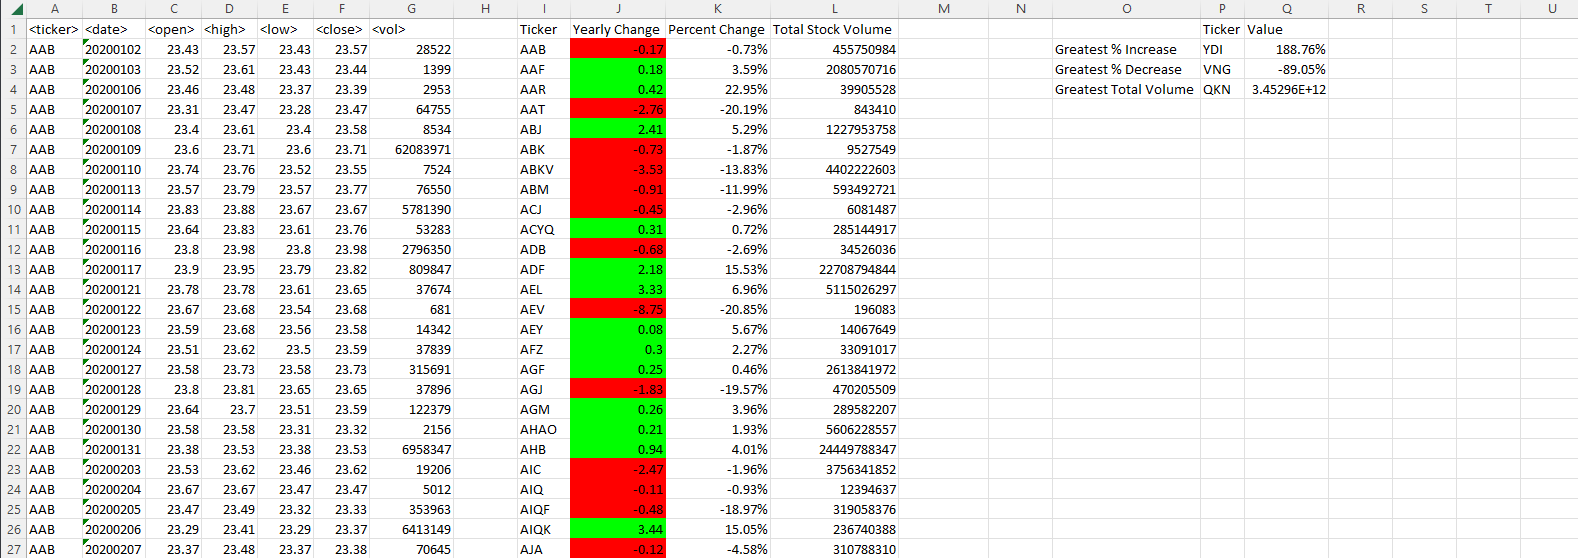 A B C D E F G H I J K L M N O P Q R S T U
1 <ticker> <date> <open> <high> <low> <close> <vol> Ticker Yearly Change Percent Change Total Stock Volume Ticker Value
2 AAB 20200102 23.43 23.57 23.43 23.57 28522 AAB -0.17 -0.73% 455750984 Greatest % Increase YDI 188.76%
3 AAB 20200103 23.52 23.61 23.43 23.44 1399 AAF 0.18 3.59% 2080570716 Greatest % Decrease VNG -89.05%
4 AAB 20200106 23.46 23.48 23.37 23.39 2953 AAR 0.42 22.95% 39905528 Greatest Total Volume QKN 3.45296E+12
5 AAB 20200107 23.31 23.47 23.28 23.47 64755 AAT -2.76 -20.19% 843410
6 AAB 20200108 23.4 23.61 23.4 23.58 8534 ABJ 2.41 5.29% 1227953758
7 AAB 20200109 23.6 23.71 23.6 23.71 62083971 ABK -0.73 -1.87% 9527549
8 AAB 20200110 23.74 23.76 23.52 23.55 7524 ABKV -3.53 -13.83% 4402222603
9 AAB 20200113 23.57 23.79 23.57 23.77 76550 ABM -0.91 -11.99% 593492721
10 AAB 20200114 23.83 23.88 23.67 23.67 5781390 ACJ -0.45 -2.96% 6081487
11 AAB 20200115 23.64 23.83 23.61 23.76 53283 ACYQ 0.31 0.72% 285144917
12 AAB 20200116 23.8 23.98 23.8 23.98 2796350 ADB -0.68 -2.69% 34526036
13 AAB 20200117 23.9 23.95 23.79 23.82 809847 ADF 2.18 15.53% 22708794844
14 AAB 20200121 23.78 23.78 23.61 23.65 37674 AEL 3.33 6.96% 5115026297
15 AAB 20200122 23.67 23.68 23.54 23.68 681 AEV -8.75 -20.85% 196083
16 AAB 20200123 23.59 23.68 23.56 23.58 14342 AEY 0.08 5.67% 14067649
17 AAB 20200124 23.51 23.62 23.5 23.59 37839 AFZ 0.3 2.27% 33091017
18 AAB 20200127 23.58 23.73 23.58 23.73 315691 AGF 0.25 0.46% 2613841972
19 AAB 20200128 23.8 23.81 23.65 23.65 37896 AGJ -1.83 -19.57% 470205509
20 AAB 20200129 23.64 23.7 23.51 23.59 122379 AGM 0.26 3.96% 289582207
21 AAB 20200130 23.58 23.58 23.31 23.32 2156 AHAO 0.21 1.93% 5606228557
22 AAB 20200131 23.38 23.53 23.38 23.53 6958347 AHB 0.94 4.01% 24449788347
23 AAB 20200203 23.53 23.62 23.46 23.62 19206 AIC -2.47 -1.96% 3756341852
24 AAB 20200204 23.67 23.67 23.47 23.47 5012 AIQ -0.11 -0.93% 12394637
25 AAB 20200205 23.47 23.49 23.32 23.33 353963 AIQF -0.48 -18.97% 319058376
26 AAB 20200206 23.29 23.41 23.29 23.37 6413149 AIQK 3.44 15.05% 236740388
27 AAB 20200207 23.37 23.48 23.37 23.38 70645 AJA -0.12 -4.58% 310788310